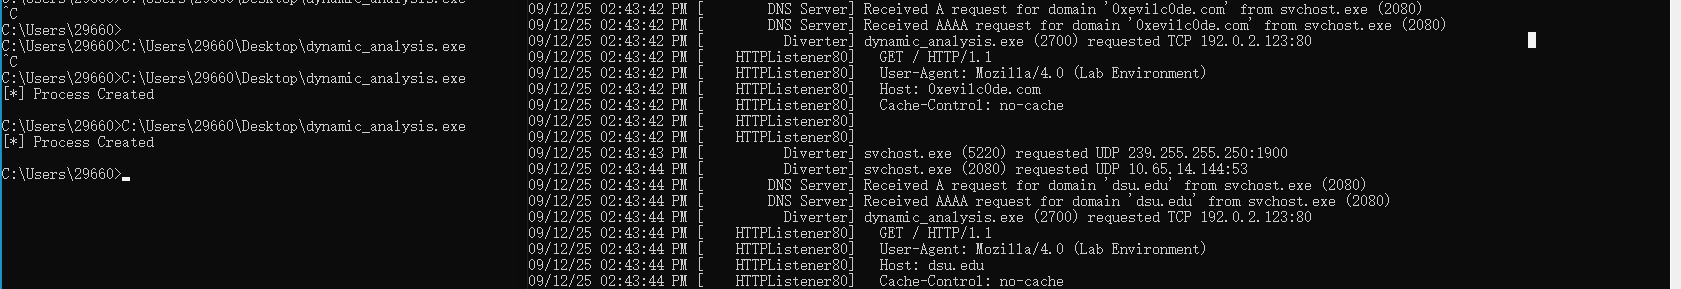 ^C
C:\Users\29660>
C:\Users\29660>C:\Users\29660\Desktop\dynamic_analysis.exe
^C
C:\Users\29660>C:\Users\29660\Desktop\dynamic_analysis.exe
[*] Process Created
C:\Users\29660>C:\Users\29660\Desktop\dynamic_analysis.exe
[*] Process Created
C:\Users\29660>
09/12/25 02:43:42 PM [ DNS Server] Received A request for domain '0xevilc0de.com' from svchost.exe (2080)
09/12/25 02:43:42 PM [ DNS Server] Received AAAA request for domain '0xevilc0de.com' from svchost.exe (2080)
09/12/25 02:43:42 PM [ Diverter] dynamic_analysis.exe (2700) requested TCP 192.0.2.123:80
09/12/25 02:43:42 PM [ HTTPListener80] GET / HTTP/1.1
09/12/25 02:43:42 PM [ HTTPListener80] User-Agent: Mozilla/4.0 (Lab Environment)
09/12/25 02:43:42 PM [ HTTPListener80] Host: 0xevilc0de.com
09/12/25 02:43:42 PM [ HTTPListener80] Cache-Control: no-cache
09/12/25 02:43:42 PM [ HTTPListener80]
09/12/25 02:43:42 PM [ HTTPListener80]
09/12/25 02:43:43 PM [ Diverter] svchost.exe (5220) requested UDP 239.255.255.250:1900
09/12/25 02:43:44 PM [ Diverter] svchost.exe (2080) requested UDP 10.65.14.144:53
09/12/25 02:43:44 PM [ DNS Server] Received A request for domain 'dsu.edu' from svchost.exe (2080)
09/12/25 02:43:44 PM [ DNS Server] Received AAAA request for domain 'dsu.edu' from svchost.exe (2080)
09/12/25 02:43:44 PM [ Diverter] dynamic_analysis.exe (2700) requested TCP 192.0.2.123:80
09/12/25 02:43:44 PM [ HTTPListener80] GET / HTTP/1.1
09/12/25 02:43:44 PM [ HTTPListener80] User-Agent: Mozilla/4.0 (Lab Environment)
09/12/25 02:43:44 PM [ HTTPListener80] Host: dsu.edu
09/12/25 02:43:44 PM [ HTTPListener80] Cache-Control: no-cache